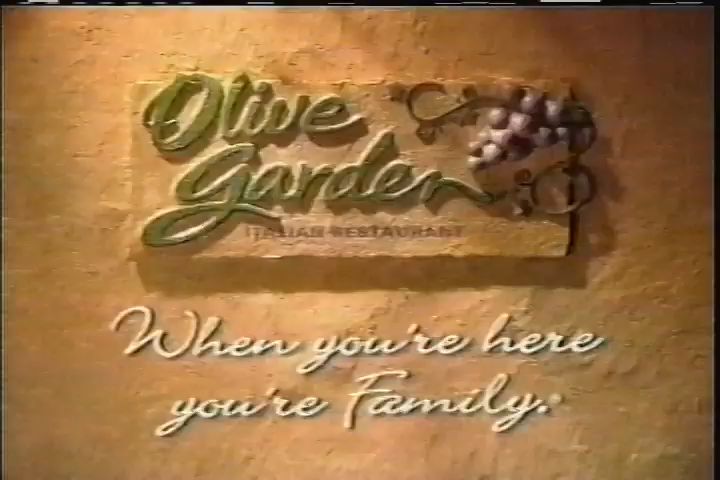 Olive
Garden
ITALIAN RESTAURANT
When you're here
you're Family.